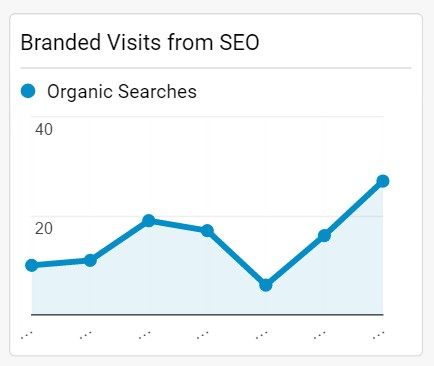 Branded Visits from SEO
Organic Searches
40
20
... ... ... ... ... ... ...